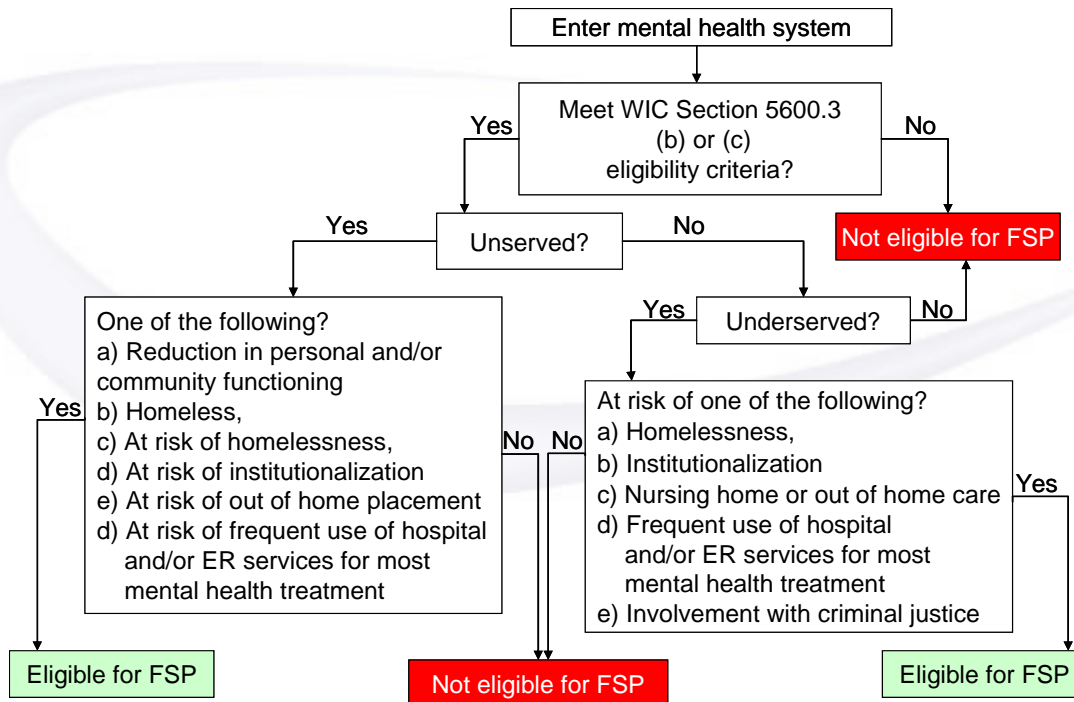 Enter mental health system
Meet WIC Section 5600.3
(b) or (c)
eligibility criteria?
Yes
No
Unserved?
Yes
No
Not eligible for FSP
Underserved?
Yes
No
One of the following?
a) Reduction in personal and/or
community functioning
b) Homeless,
c) At risk of homelessness,
d) At risk of institutionalization
e) At risk of out of home placement
d) At risk of frequent use of hospital
and/or ER services for most
mental health treatment
Yes
No
At risk of one of the following?
a) Homelessness,
b) Institutionalization
c) Nursing home or out of home care
d) Frequent use of hospital
and/or ER services for most
mental health treatment
e) Involvement with criminal justice
No
Yes
Eligible for FSP
Not eligible for FSP
Eligible for FSP